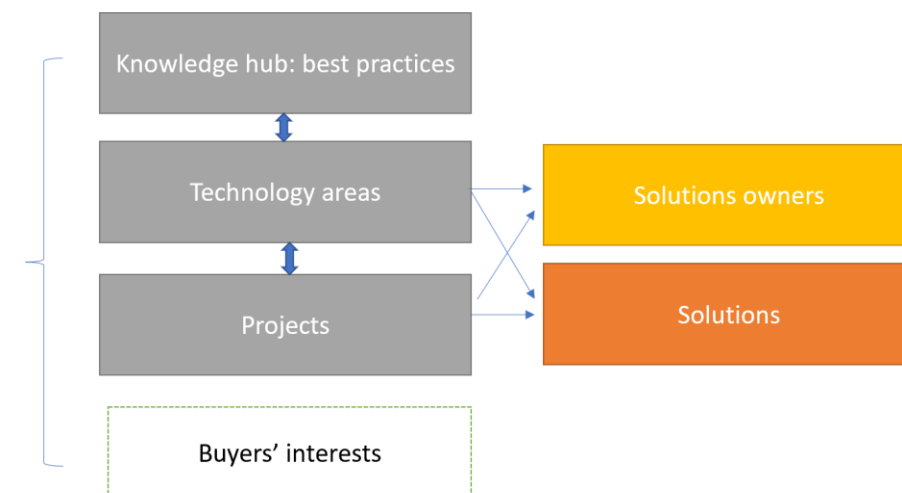 Knowledge hub: best practices
Technology areas
Solutions owners
Projects
Solutions
Buyers’ interests